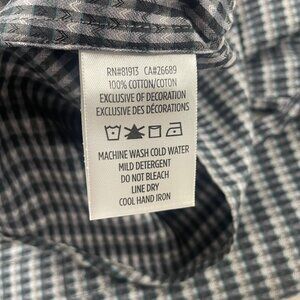 RN#81913 CA#26689
100% COTTON/COTON
EXCLUSIVE OF DECORATION
EXCLUSIF DES DÉCORATIONS
MACHINE WASH COLD WATER
MILD DETERGENT
DO NOT BLEACH
LINE DRY
COOL HAND IRON